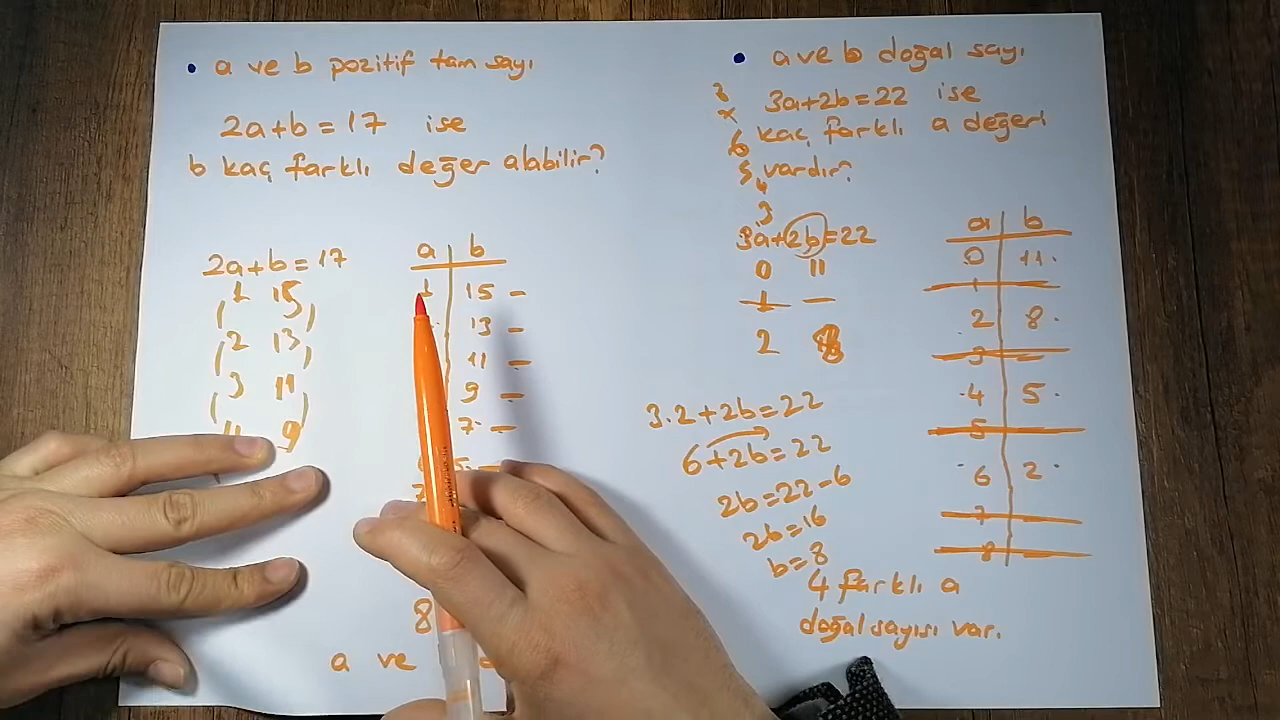 • a ve b pozitif tam sayı
2a+b=17 ise
b kaç farklı değer alabilir?
2a+b=17
1 15
2 13
3 11
9
a b
1 15 –
13 –
11 –
9 –
7 –
5 –
8
a ve
• a ve b doğal sayı
3a+2b=22 ise
kaç farklı a değeri
vardır?
3a+2b=22
0 11
1 —
2 8
3.2+2b=22
6+2b=22
2b=22-6
2b=16
b=8
a b
0 11
1
2 8
3
4 5
5
6 2
7
8
4 farklı a
doğal sayısı var.